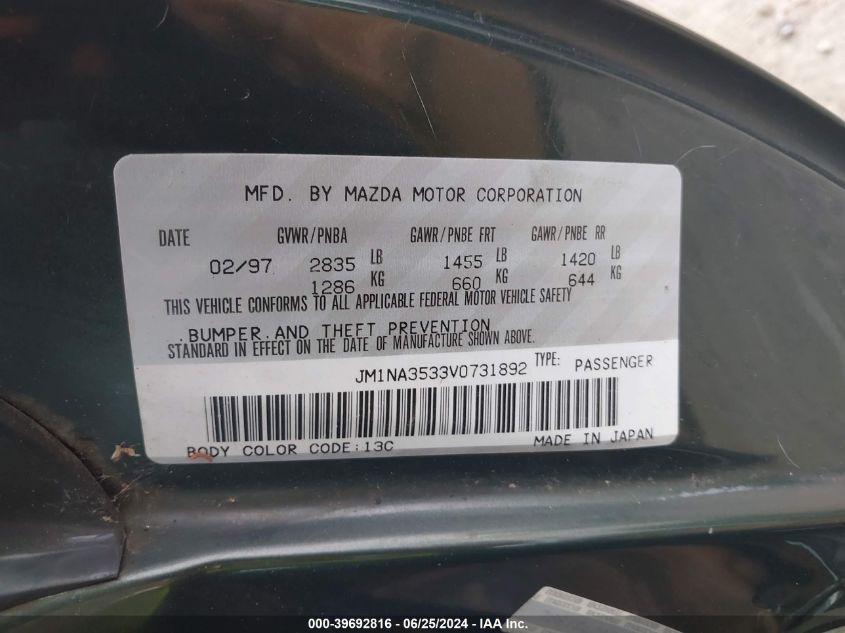 MFD. BY MAZDA MOTOR CORPORATION
DATE GVWR/PNBA GAWR/PNBE FRT GAWR/PNBE RR
02/97 2835 LB 1455 LB 1420 LB
1286 KG 660 KG 644 KG
THIS VEHICLE CONFORMS TO ALL APPLICABLE FEDERAL MOTOR VEHICLE SAFETY
BUMPER.AND THEFT PREVENTION
STANDARD IN EFFECT ON THE DATE OF MANUFACTURE SHOWN ABOVE.
JM1NA3533V0731892 TYPE: PASSENGER
BODY COLOR CODE:13C MADE IN JAPAN
000-39692816 - 06/25/2024 - IAA Inc.